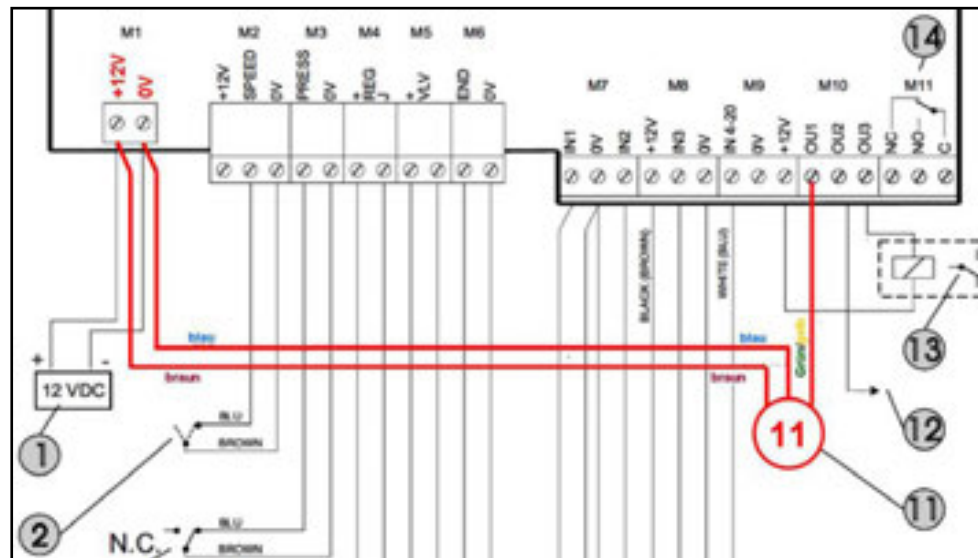 M1
M2
M3
M4
M5
M6
+12V
0V
+12V
SPEED
0V
PRESS
0V
+
REG
+
VLV
END
0V
14
M7
M8
M9
M10
M11
IN1
0V
IN2
+12V
IN3
0V
IN 4-20
0V
+12V
OU1
OU2
OU3
NC
NO
C
BLACK (BROWN)
WHITE (BLU)
blau
blau
Grün/gelb
braun
braun
+
-
12 VDC
1
2
BLU
BROWN
BLU
N.C.
BROWN
11
11
12
13